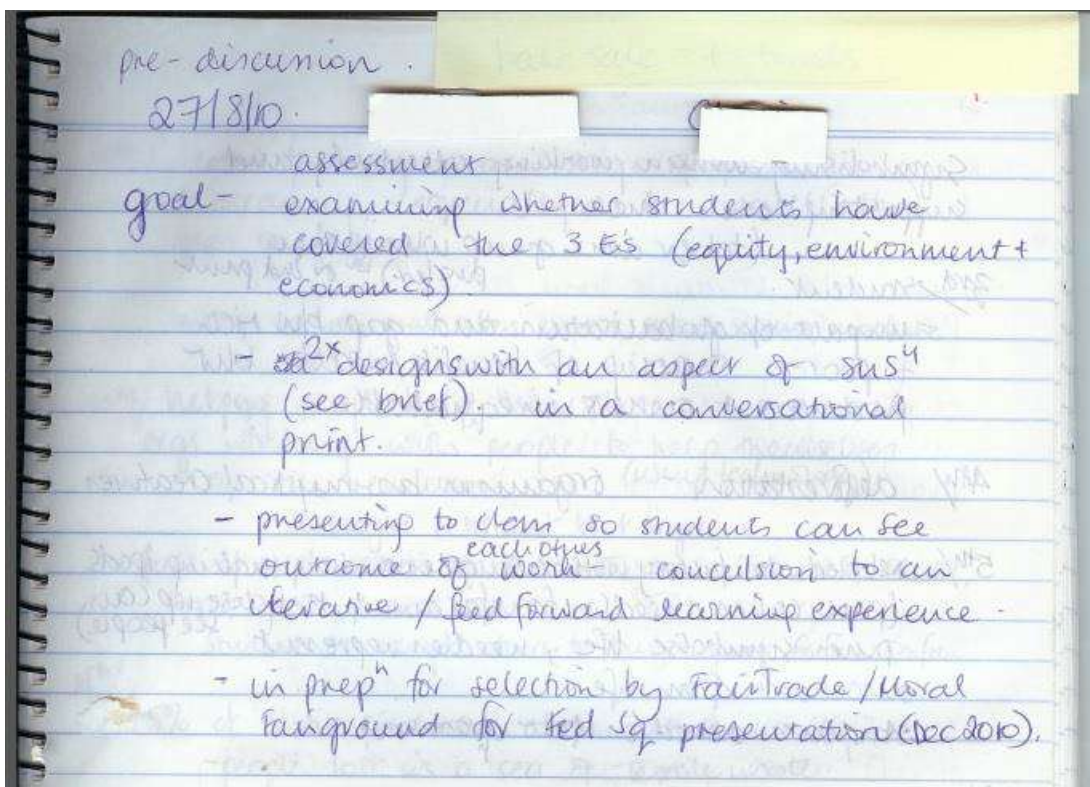 pre-discussion.
27/8/10.
assessment
goal - examining whether students have
covered the 3 Es (equity, environment +
economics).
- 2x designs with an aspect of sus^y
(see brief). in a conversational
print.
- presenting to class so students can see
each others
outcome of work - conculsion to an
iterative / feed forward learning experience.
- in prep^n for selection by FairTrade / Moral
Fairground for Fed Sq presentation (Dec 2010).